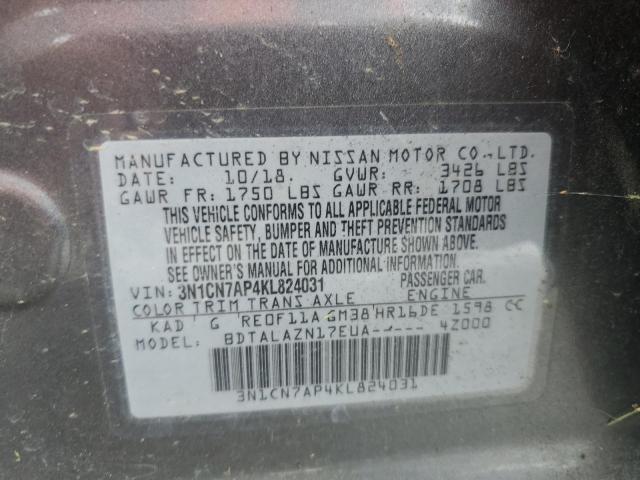 MANUFACTURED BY NISSAN MOTOR CO.,LTD.
DATE: 10/18. GVWR: 3426 LBS
GAWR FR: 1750 LBS GAWR RR: 1708 LBS
THIS VEHICLE CONFORMS TO ALL APPLICABLE FEDERAL MOTOR
VEHICLE SAFETY, BUMPER AND THEFT PREVENTION STANDARDS
IN EFFECT ON THE DATE OF MANUFACTURE SHOWN ABOVE.
SEE OWNER'S MANUAL FOR ADDITIONAL INFORMATION.
VIN: 3N1CN7AP4KL824031 PASSENGER CAR.
COLOR TRIM TRANS AXLE ENGINE
KAD G RE0F11A GM38 HR16DE 1598 CC
MODEL: BDTALAZN17EUA----- 4Z000
3N1CN7AP4KL824031